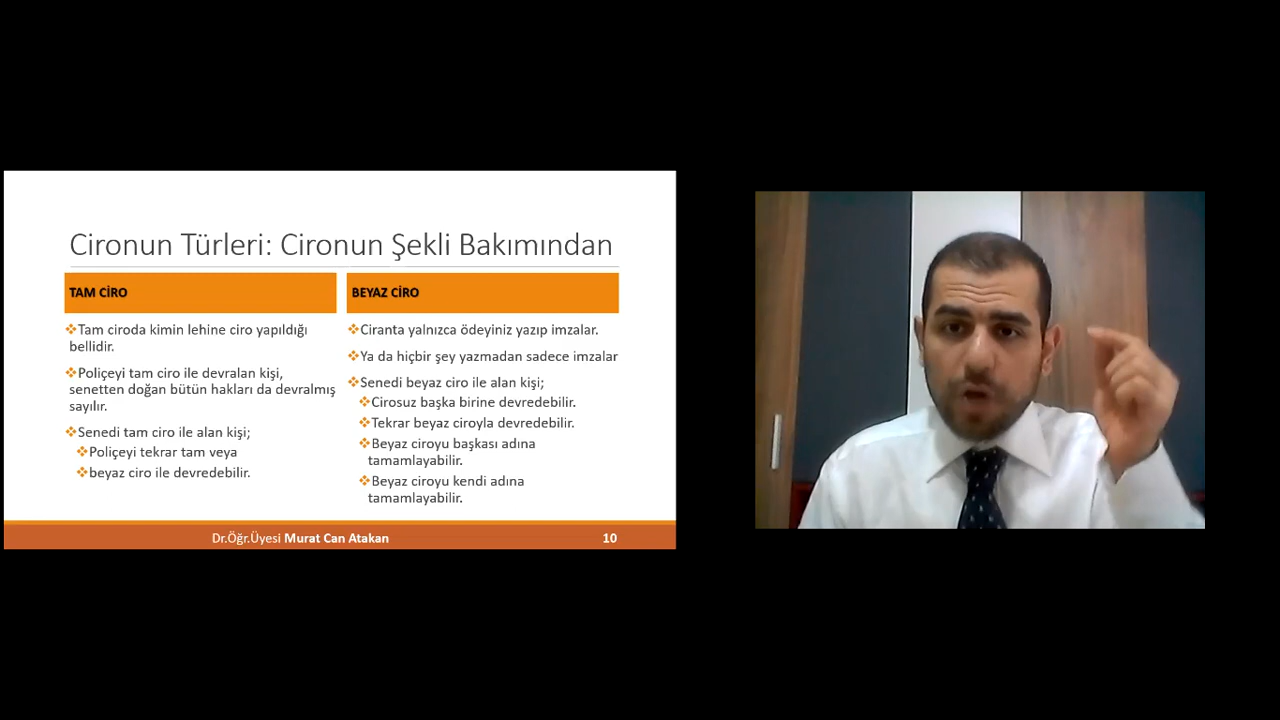 Cironun Türleri: Cironun Şekli Bakımından
TAM CİRO
Tam ciroda kimin lehine ciro yapıldığı
bellidir.
Poliçeyi tam ciro ile devralan kişi,
senetten doğan bütün hakları da devralmış
sayılır.
Senedi tam ciro ile alan kişi;
Poliçeyi tekrar tam veya
beyaz ciro ile devredebilir.
BEYAZ CİRO
Ciranta yalnızca ödeyiniz yazıp imzalar.
Ya da hiçbir şey yazmadan sadece imzalar
Senedi beyaz ciro ile alan kişi;
Cirosuz başka birine devredebilir.
Tekrar beyaz ciroyla devredebilir.
Beyaz ciroyu başkası adına
tamamlayabilir.
Beyaz ciroyu kendi adına
tamamlayabilir.
Dr.Öğr.Üyesi Murat Can Atakan
10